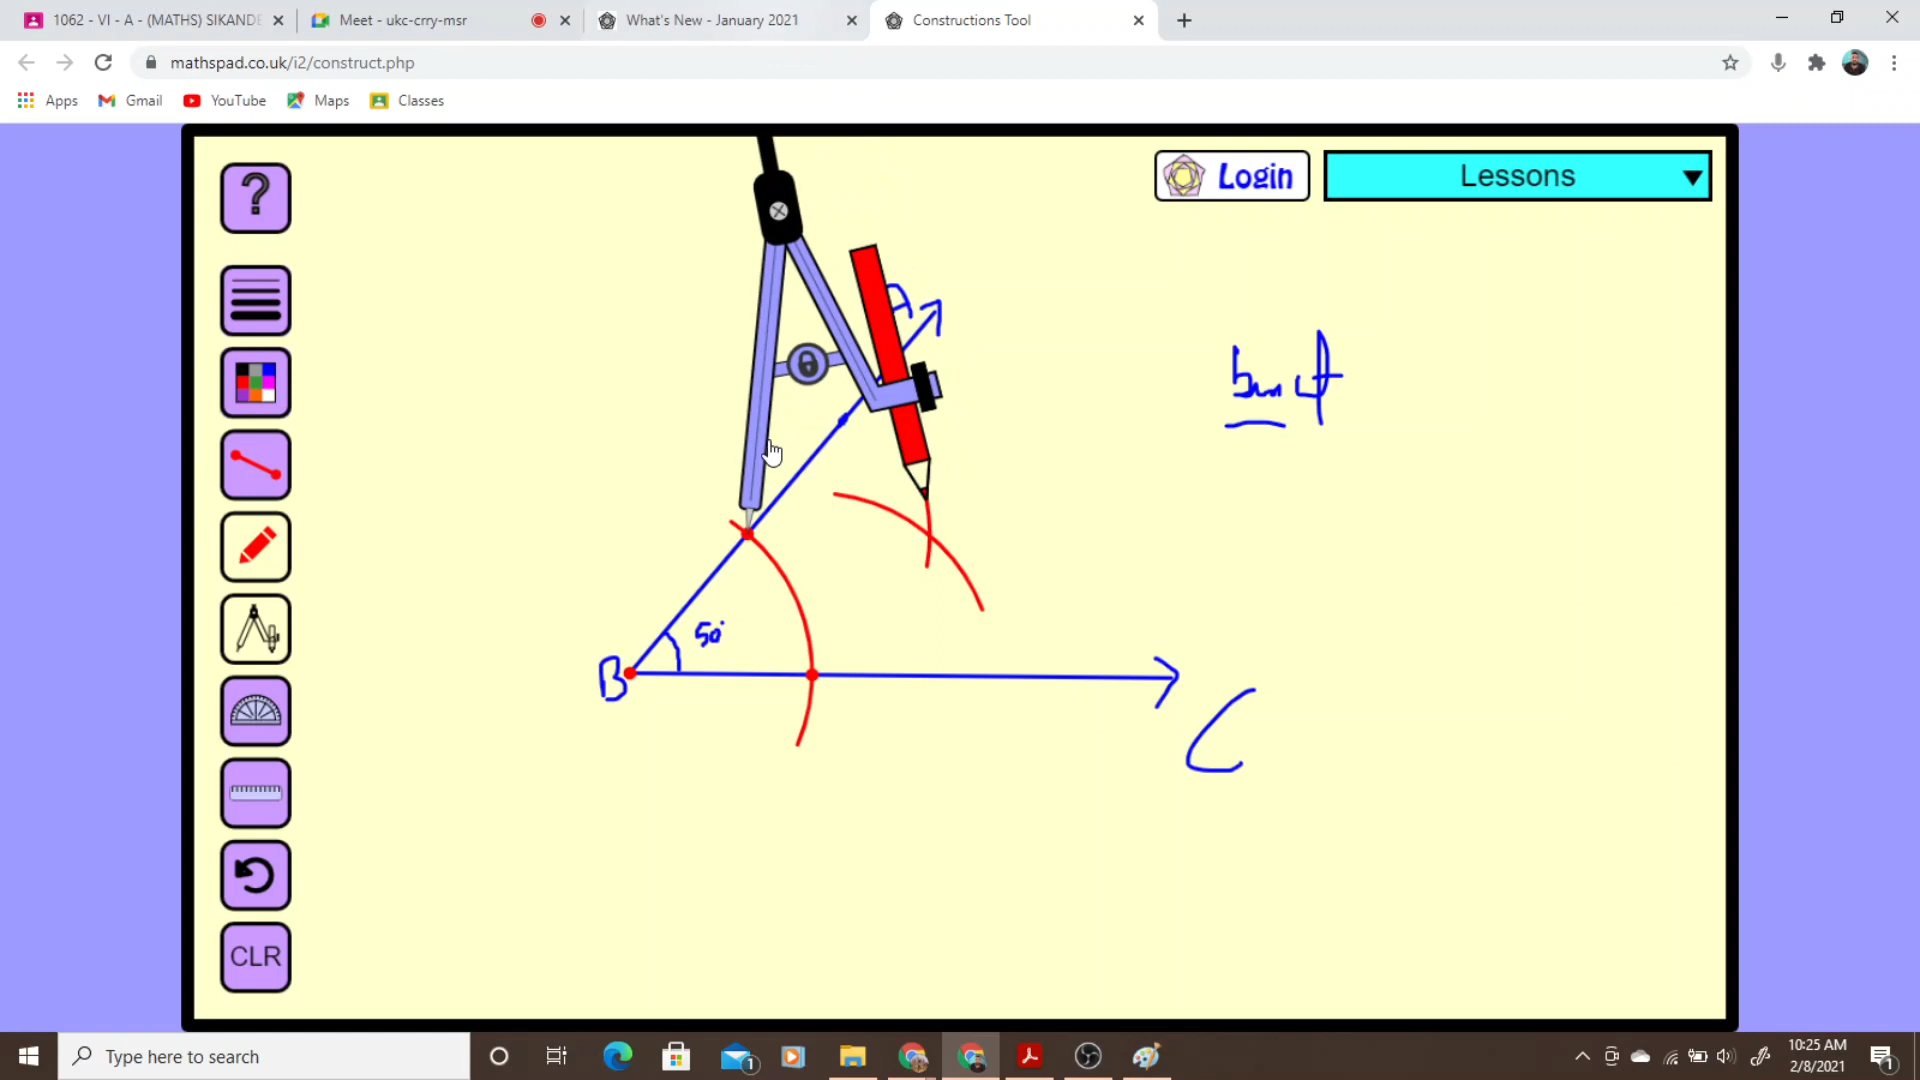 1062 - VI - A - (MATHS) SIKANDE
Meet - ukc-crry-msr
What's New - January 2021
Constructions Tool
mathspad.co.uk/i2/construct.php
Apps
Gmail
YouTube
Maps
Classes
?
Login
Lessons
A
50°
B
C
CLR
Type here to search
1
10:25 AM
2/8/2021
1